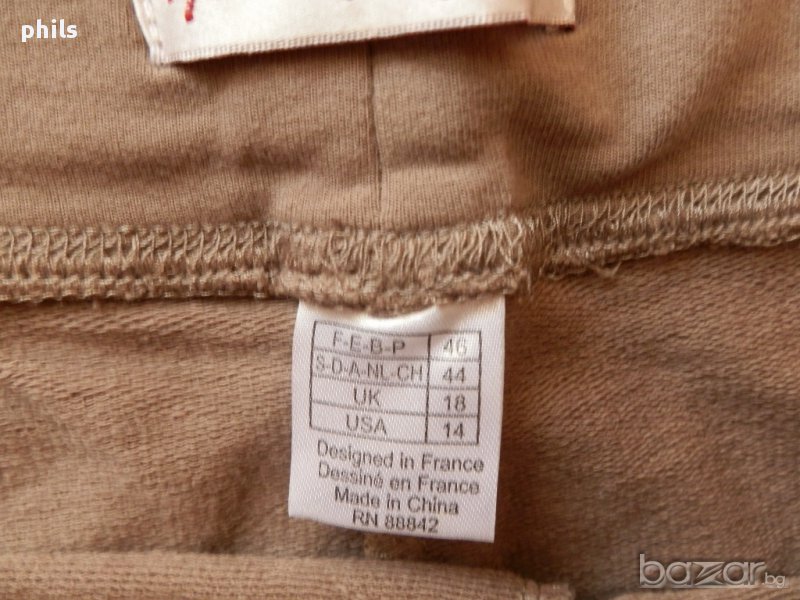 phils
F-E-B-P 46
S-D-A-NL-CH 44
UK 18
USA 14
Designed in France
Dessiné en France
Made in China
RN 88842
bazar.bg